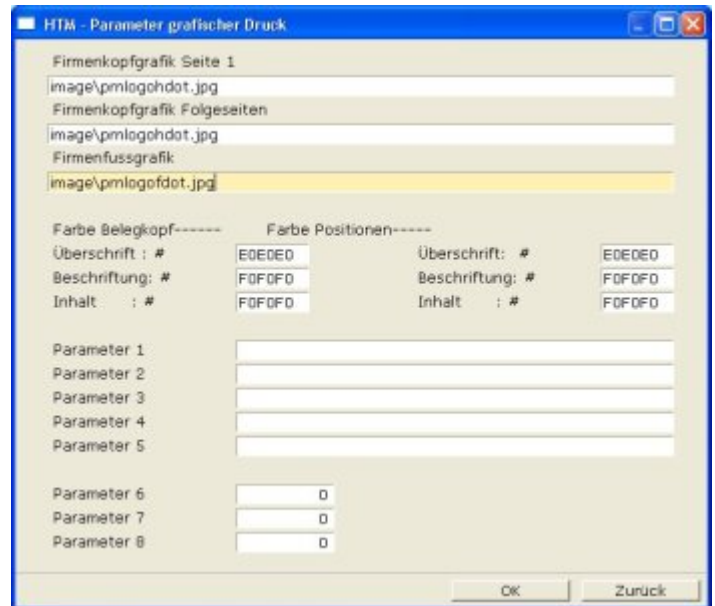 HTM - Parameter grafischer Druck
Firmenkopfgrafik Seite 1
image\pmlogohdot.jpg
Firmenkopfgrafik Folgeseiten
image\pmlogohdot.jpg
Firmenfussgrafik
image\pmlogofdot.jpg
Farbe Belegkopf------ Farbe Positionen-----
Überschrift : # E0E0E0 Überschrift: # E0E0E0
Beschriftung: # F0F0F0 Beschriftung: # F0F0F0
Inhalt : # F0F0F0 Inhalt : # F0F0F0
Parameter 1
Parameter 2
Parameter 3
Parameter 4
Parameter 5
Parameter 6 0
Parameter 7 0
Parameter 8 0
OK Zurück